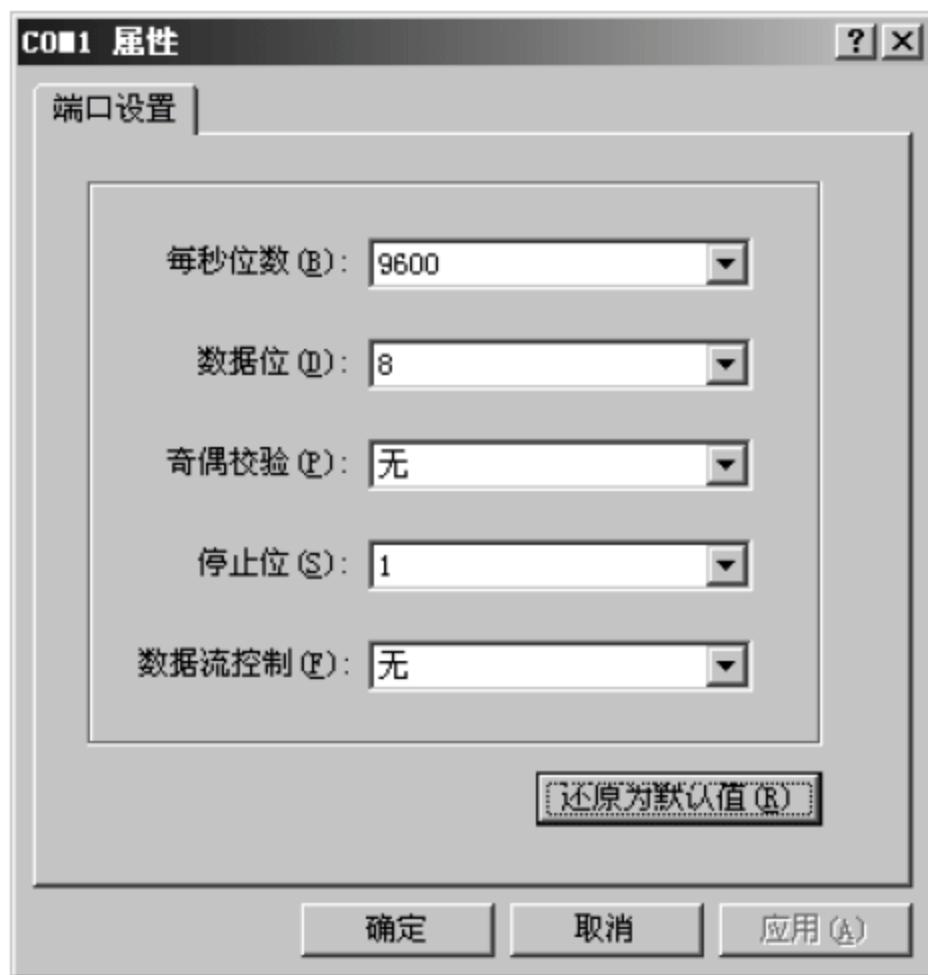 COM1 属性
端口设置
每秒位数(B): 9600
数据位(D): 8
奇偶校验(P): 无
停止位(S): 1
数据流控制(F): 无
还原为默认值(R)
确定 取消 应用(A)